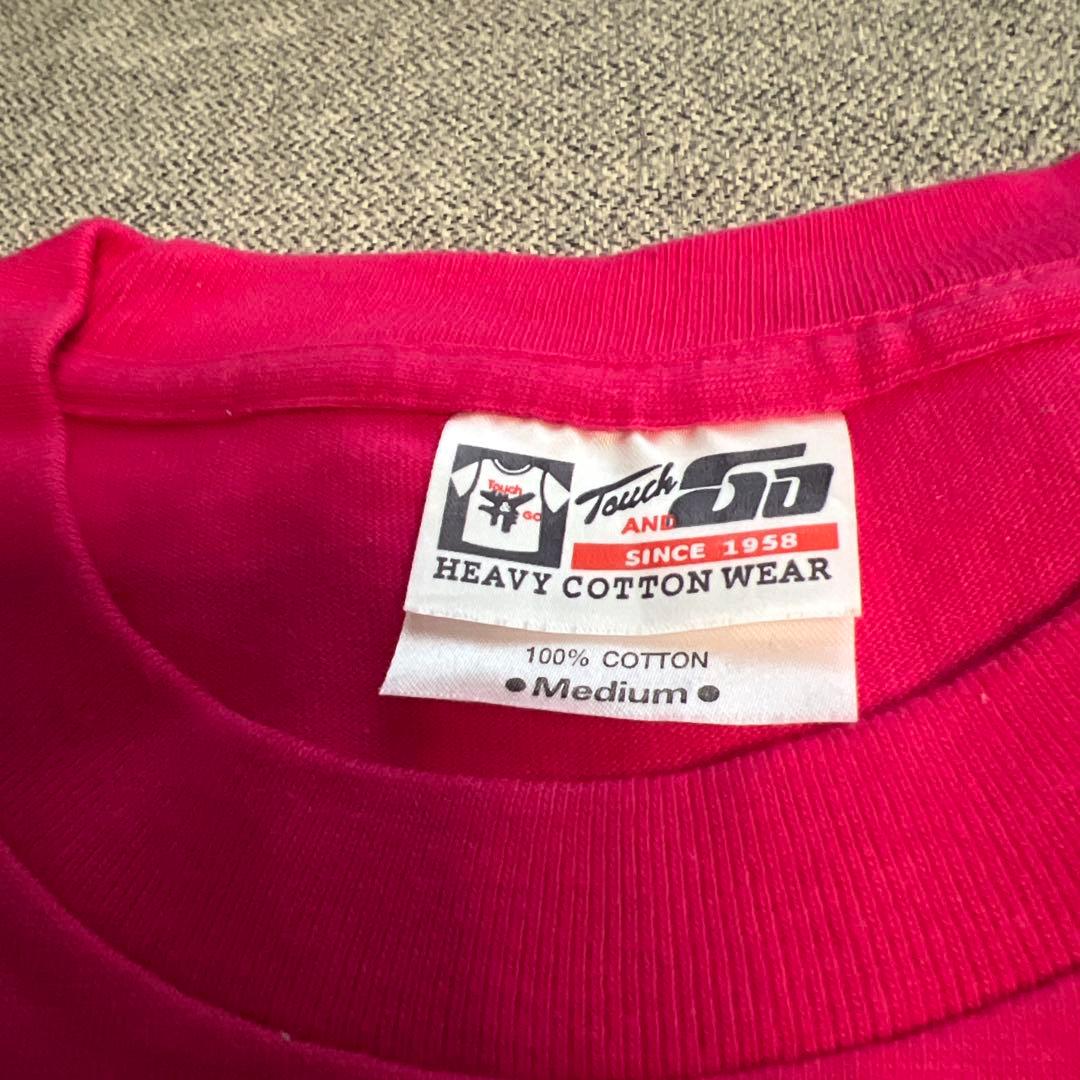 Touch & GO
Touch AND GO
SINCE 1958
HEAVY COTTON WEAR
100% COTTON
•Medium•